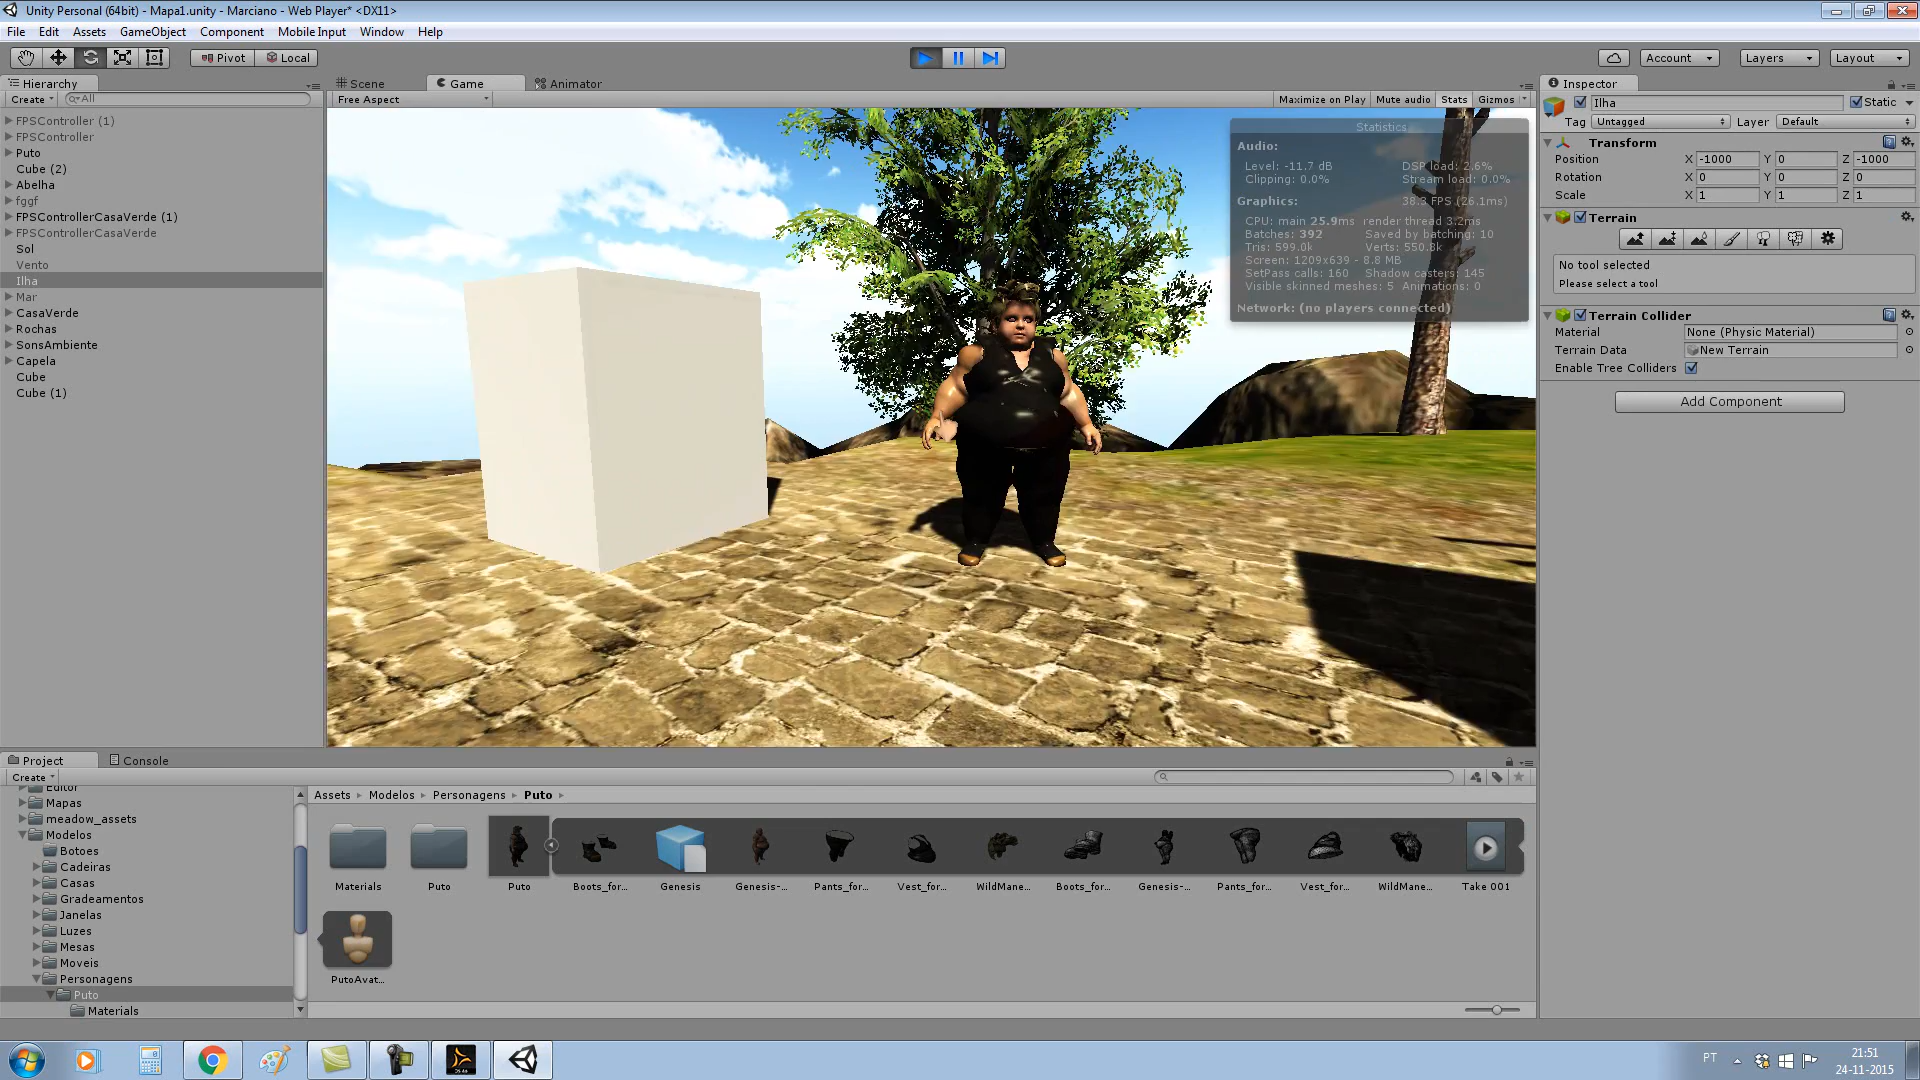 Unity Personal (64bit) - Mapa1.unity - Marciano - Web Player* <DX11>
File Edit Assets GameObject Component Mobile Input Window Help
Pivot Local Account Layers Layout
Hierarchy
Create All
FPSController (1)
FPSController
Puto
Cube (2)
Abelha
fggf
FPSControllerCasaVerde (1)
FPSControllerCasaVerde
Sol
Vento
Ilha
Mar
CasaVerde
Rochas
SonsAmbiente
Capela
Cube
Cube (1)
Scene Game Animator
Free Aspect Maximize on Play Mute audio Stats Gizmos
Statistics
Audio:
Level: -11.7 dB DSP load: 2.6%
Clipping: 0.0% Stream load: 0.0%
Graphics: 38.3 FPS (26.1ms)
CPU: main 25.9ms render thread 3.2ms
Batches: 392 Saved by batching: 10
Tris: 599.0k Verts: 550.8k
Screen: 1209x639 - 8.8 MB
SetPass calls: 160 Shadow casters: 145
Visible skinned meshes: 5 Animations: 0
Network: (no players connected)
Inspector
Ilha Static
Tag Untagged Layer Default
Transform
Position X -1000 Y 0 Z -1000
Rotation X 0 Y 0 Z 0
Scale X 1 Y 1 Z 1
Terrain
No tool selected
Please select a tool
Terrain Collider
Material None (Physic Material)
Terrain Data New Terrain
Enable Tree Colliders
Add Component
Project Console
Create
Editor
Mapas
meadow_assets
Modelos
Botoes
Cadeiras
Casas
Gradeamentos
Janelas
Luzes
Mesas
Moveis
Personagens
Puto
Materials
Assets Modelos Personagens Puto
Materials Puto Puto Boots_for... Genesis Genesis-... Pants_for... Vest_for... WildMane... Boots_for... Genesis-... Pants_for... Vest_for... WildMane... Take 001
PutoAvat...
PT 21:51
24-11-2015